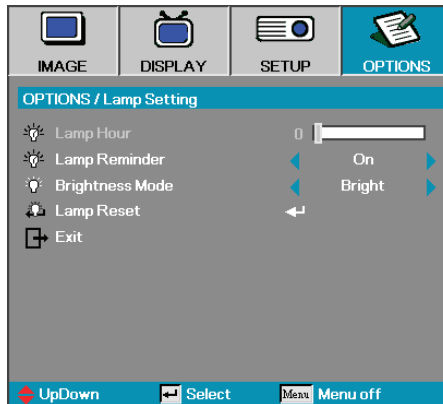 IMAGE DISPLAY SETUP OPTIONS
OPTIONS / Lamp Setting
Lamp Hour 0
Lamp Reminder On
Brightness Mode Bright
Lamp Reset
Exit
UpDown Select Menu Menu off